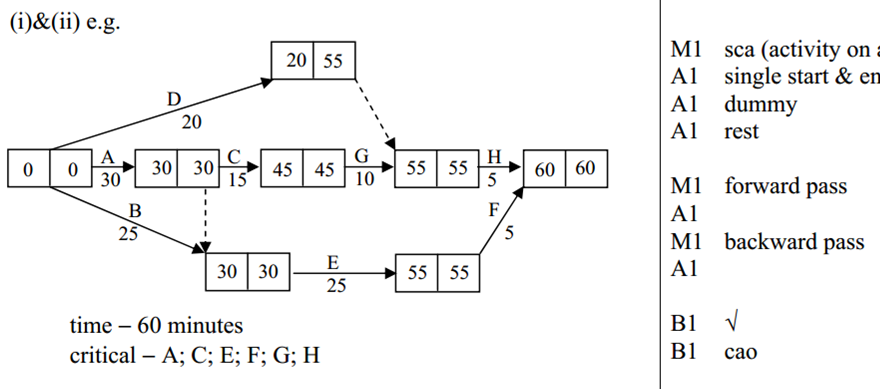 (i)&(ii) e.g.
20 55
D
20
0 0
A
30
30 30
C
15
45 45
G
10
55 55
H
5
60 60
B
25
F
5
30 30
E
25
55 55
time – 60 minutes
critical – A; C; E; F; G; H
M1 sca (activity on
A1 single start &
A1 dummy
A1 rest
M1 forward pass
A1
M1 backward pass
A1
B1 √
B1 cao